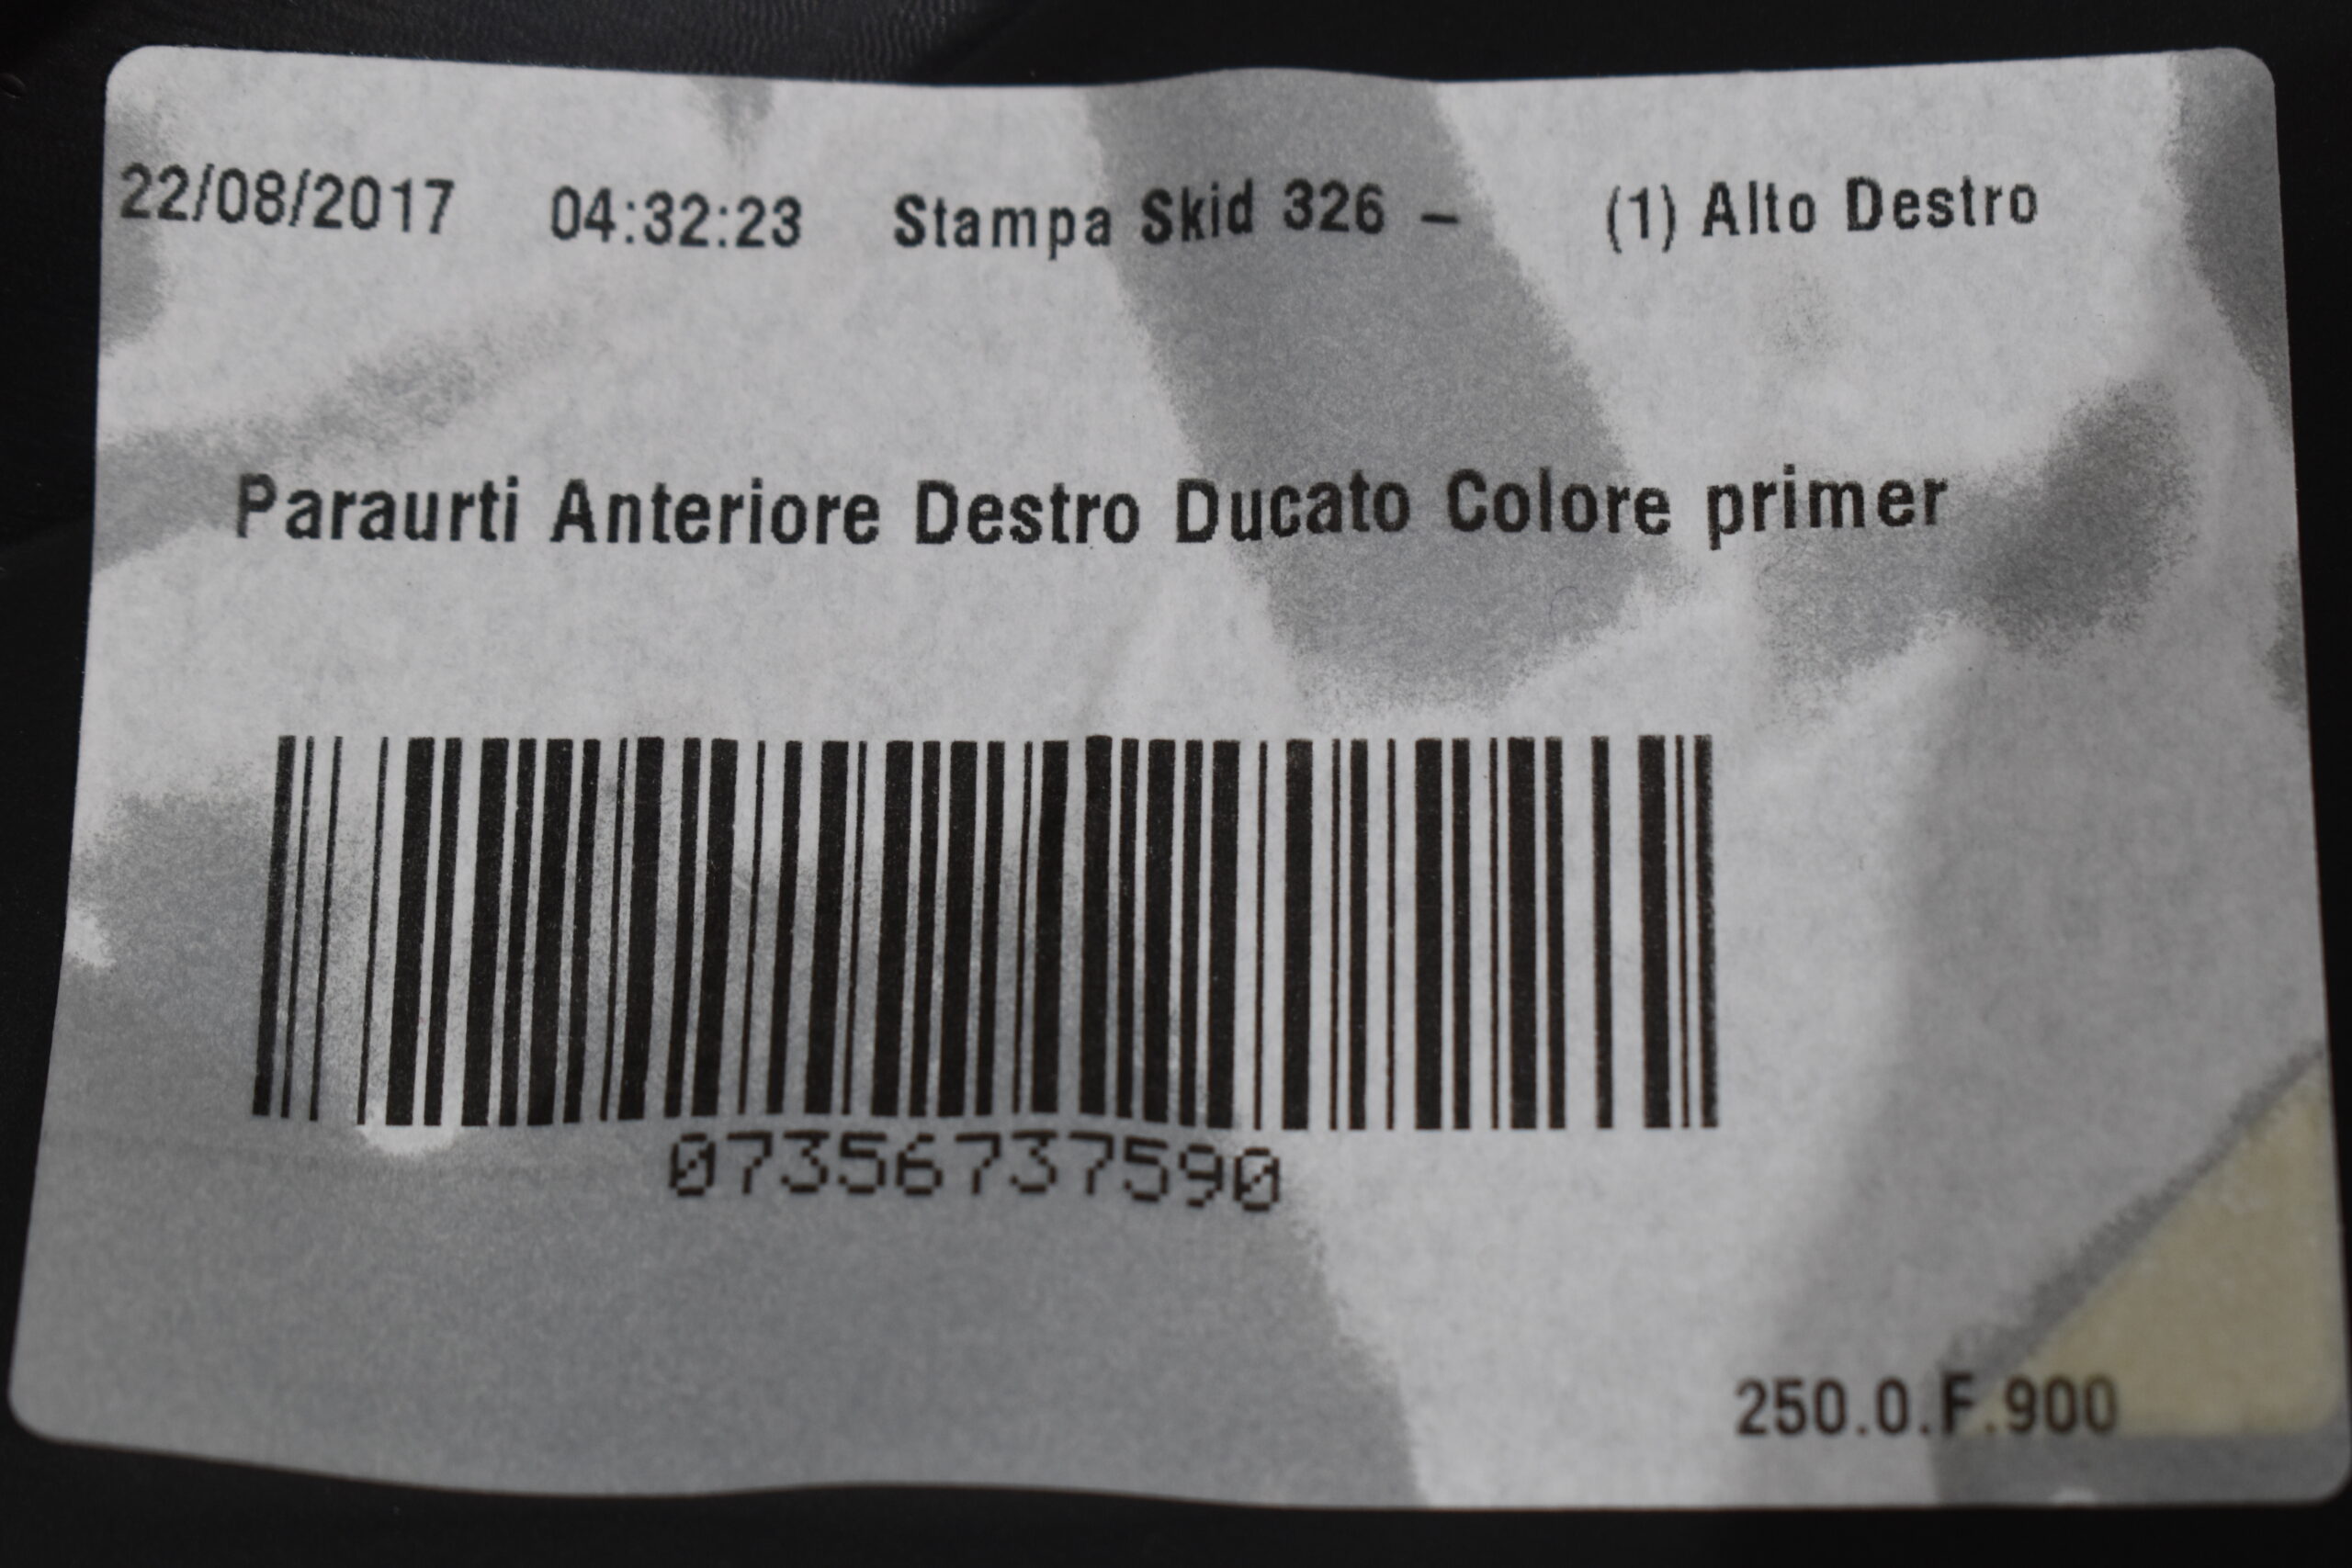 22/08/2017 04:32:23 Stampa Skid 326 – (1) Alto Destro
Paraurti Anteriore Destro Ducato Colore primer
07356737590
250.0.F.900